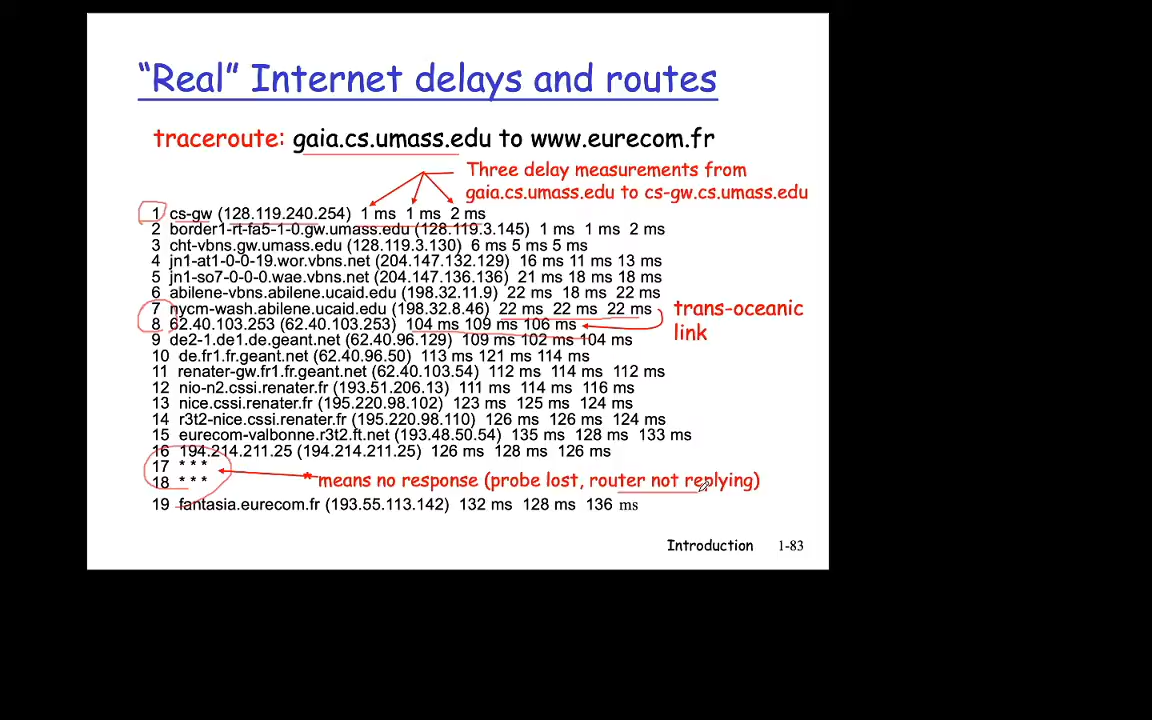 “Real” Internet delays and routes
traceroute: gaia.cs.umass.edu to www.eurecom.fr
Three delay measurements from
gaia.cs.umass.edu to cs-gw.cs.umass.edu
1 cs-gw (128.119.240.254) 1 ms 1 ms 2 ms
2 border1-rt-fa5-1-0.gw.umass.edu (128.119.3.145) 1 ms 1 ms 2 ms
3 cht-vbns.gw.umass.edu (128.119.3.130) 6 ms 5 ms 5 ms
4 jn1-at1-0-0-19.wor.vbns.net (204.147.132.129) 16 ms 11 ms 13 ms
5 jn1-so7-0-0-0.wae.vbns.net (204.147.136.136) 21 ms 18 ms 18 ms
6 abilene-vbns.abilene.ucaid.edu (198.32.11.9) 22 ms 18 ms 22 ms
7 nycm-wash.abilene.ucaid.edu (198.32.8.46) 22 ms 22 ms 22 ms
trans-oceanic
link
8 62.40.103.253 (62.40.103.253) 104 ms 109 ms 106 ms
9 de2-1.de1.de.geant.net (62.40.96.129) 109 ms 102 ms 104 ms
10 de.fr1.fr.geant.net (62.40.96.50) 113 ms 121 ms 114 ms
11 renater-gw.fr1.fr.geant.net (62.40.103.54) 112 ms 114 ms 112 ms
12 nio-n2.cssi.renater.fr (193.51.206.13) 111 ms 114 ms 116 ms
13 nice.cssi.renater.fr (195.220.98.102) 123 ms 125 ms 124 ms
14 r3t2-nice.cssi.renater.fr (195.220.98.110) 126 ms 126 ms 124 ms
15 eurecom-valbonne.r3t2.ft.net (193.48.50.54) 135 ms 128 ms 133 ms
16 194.214.211.25 (194.214.211.25) 126 ms 128 ms 126 ms
17 * * *
18 * * *
* means no response (probe lost, router not replying)
19 fantasia.eurecom.fr (193.55.113.142) 132 ms 128 ms 136 ms
Introduction 1-83